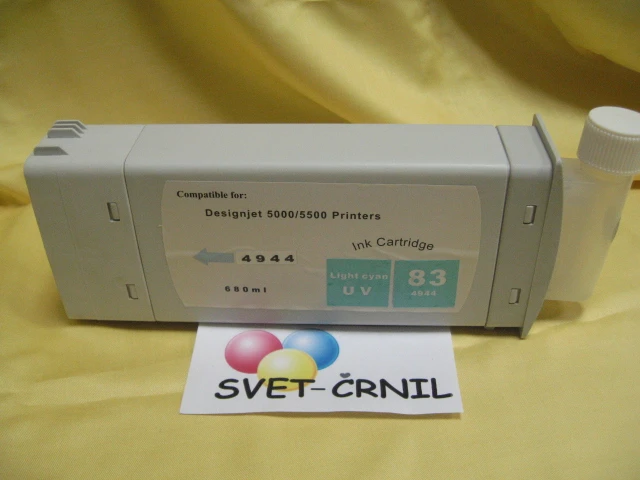 Compatible for:
Designjet 5000/5500 Printers
Ink Cartridge
4944
Light cyan
UV
83
4944
680ml
SVET-ČRNIL